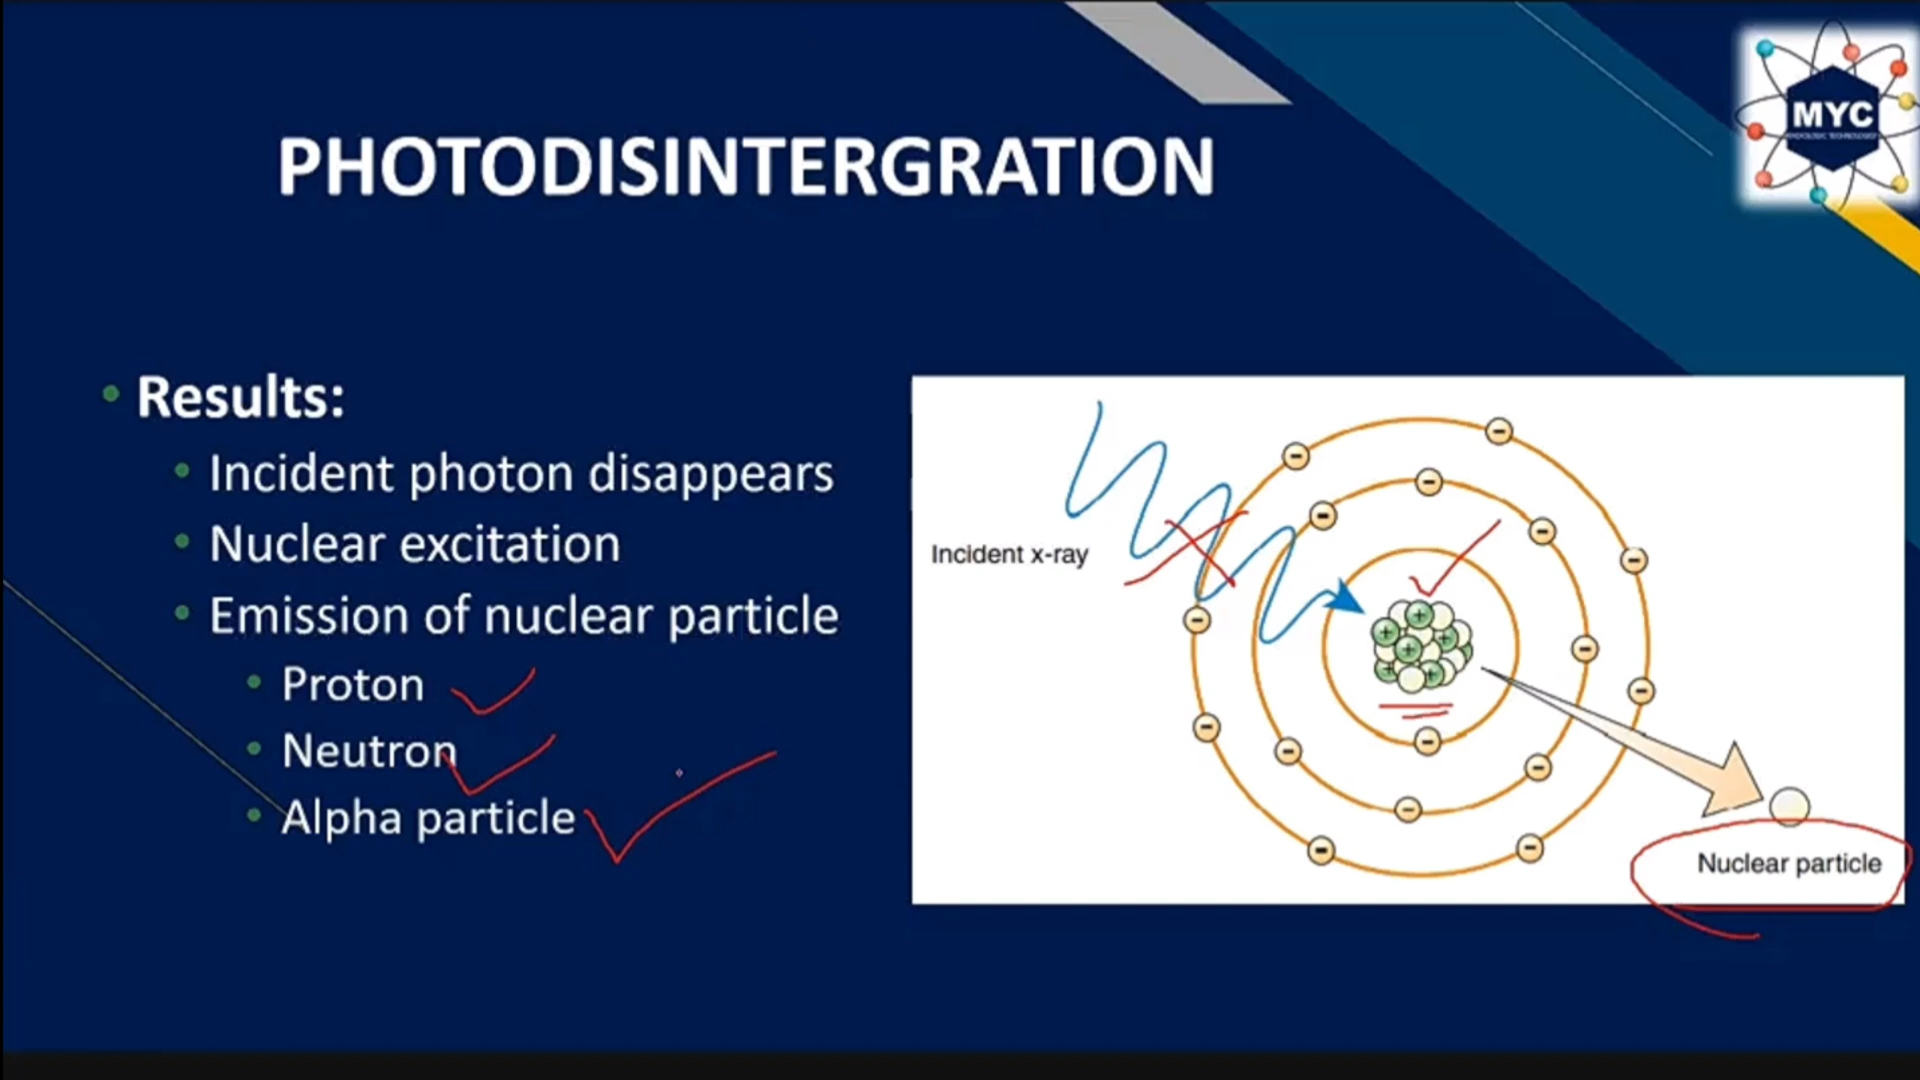 MYC
PHOTODISINTERGRATION
Results:
Incident photon disappears
Nuclear excitation
Emission of nuclear particle
Proton
Neutron
Alpha particle
Incident x-ray
Nuclear particle